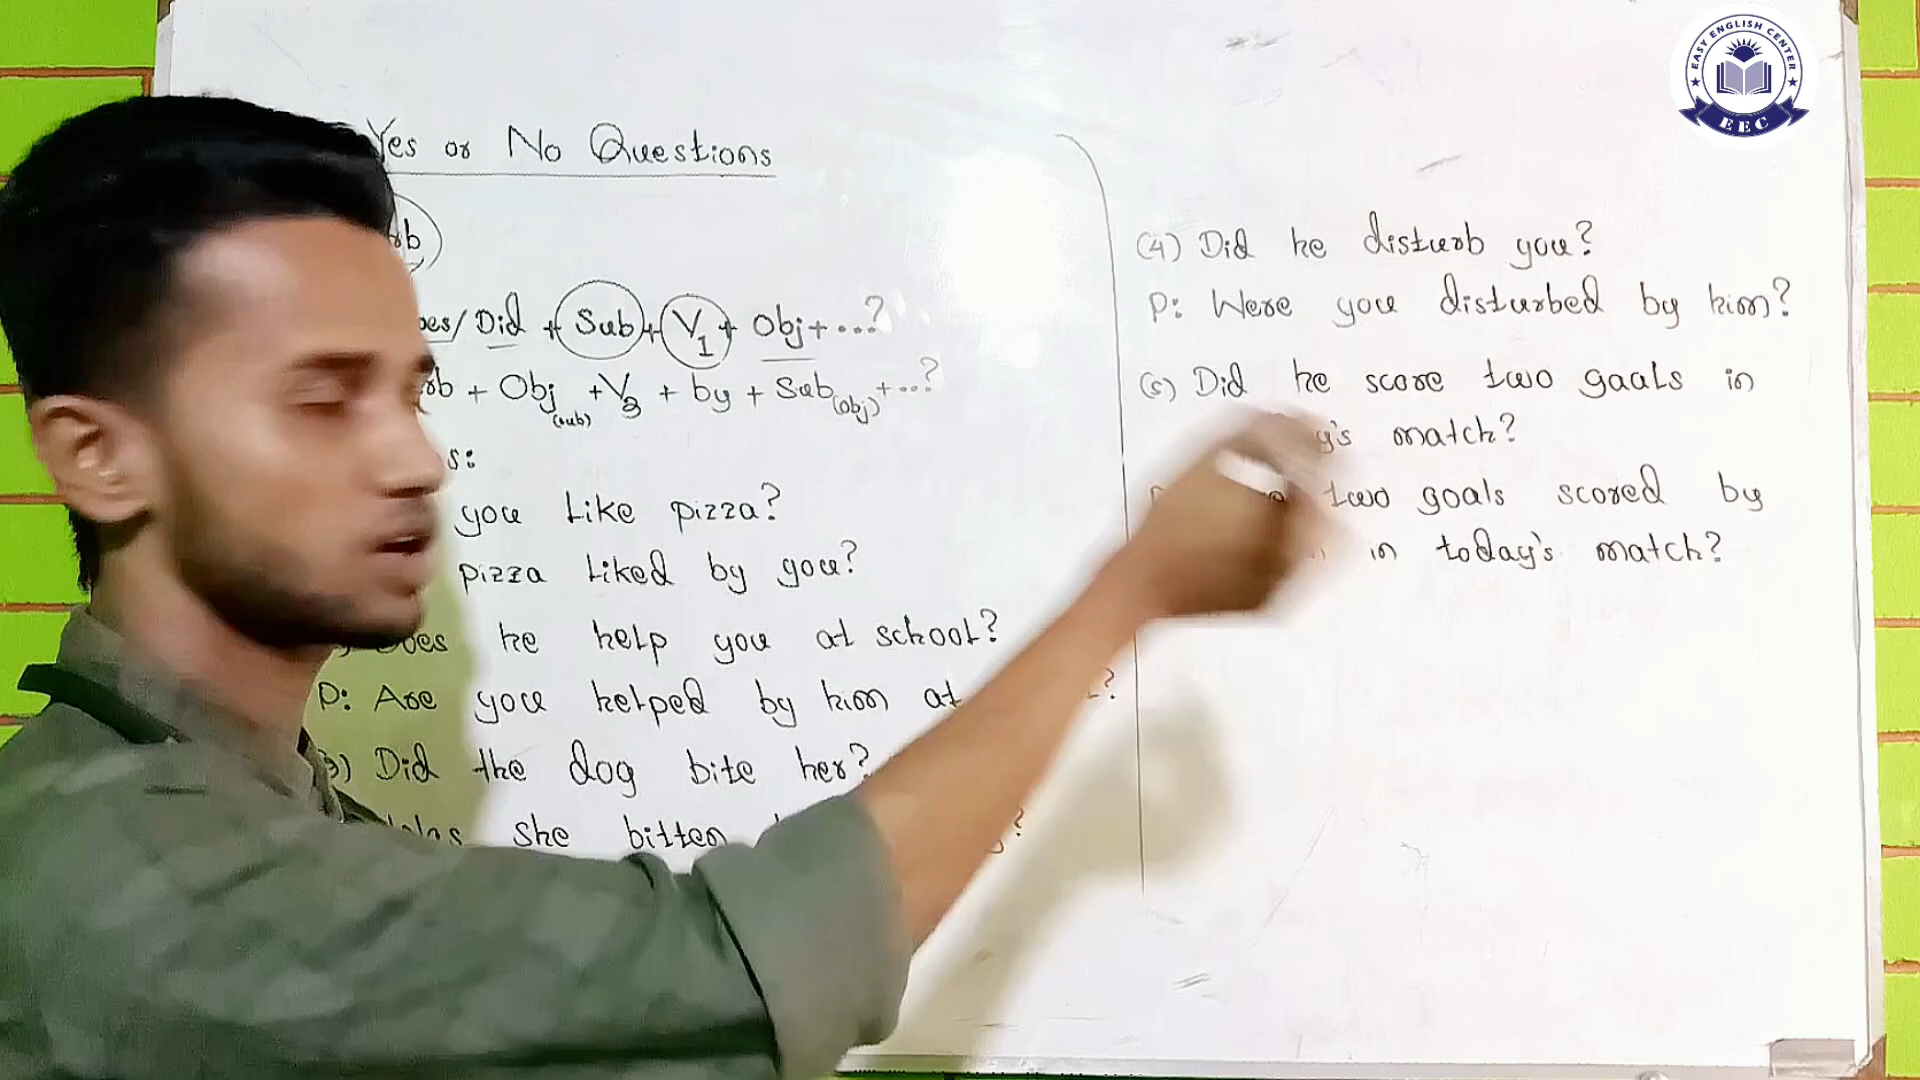 Yes or No Questions
/ Did + Sub + V1 + Obj + ...?
+ Obj (sub) + V3 + by + Sub (obj) + ...?
you like pizza?
pizza liked by you?
Does he help you at school?
P: Are you helped by him at
3) Did the dog bite her?
she bitten
(4) Did he disturb you?
P: Were you disturbed by him?
(5) Did he score two goals in
match?
two goals scored by
in today's match?
EASY ENGLISH CENTER
EEC